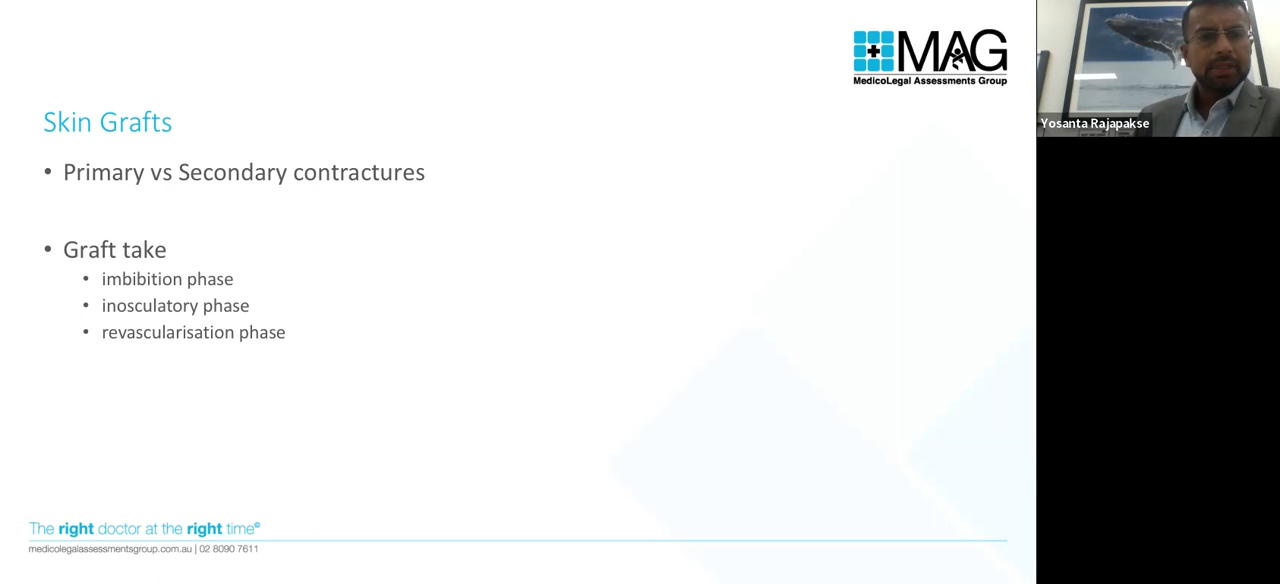 MAG
MedicoLegal Assessments Group
Yosanta Rajapakse
Skin Grafts
• Primary vs Secondary contractures
• Graft take
• imbibition phase
• inosculatory phase
• revascularisation phase
The right doctor at the right time©
medicolegalassessmentsgroup.com.au | 02 8090 7611